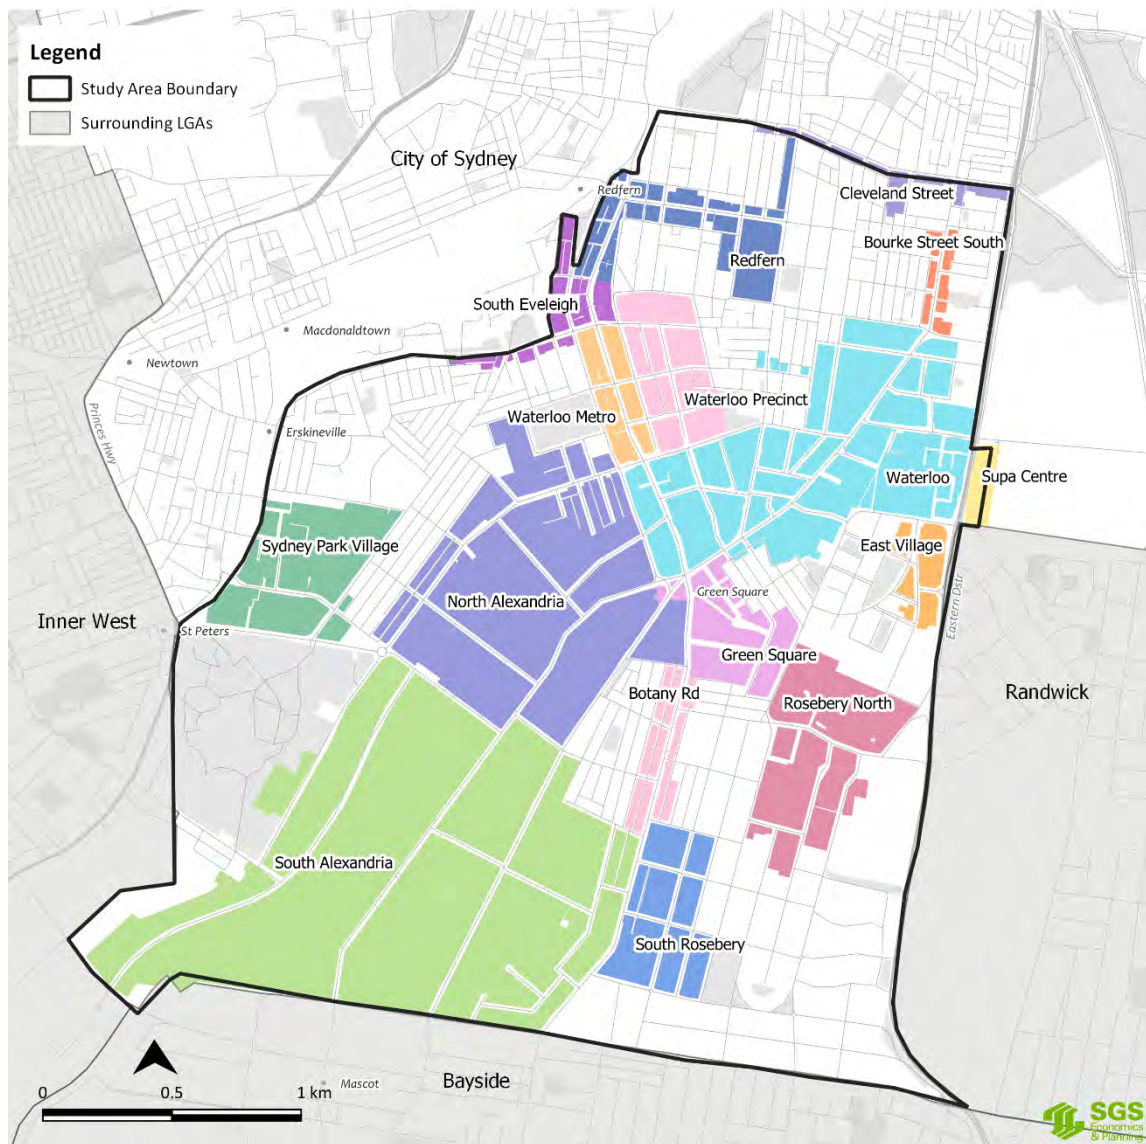 Legend
Study Area Boundary
Surrounding LGAs
City of Sydney
Redfern
Cleveland Street
Bourke Street South
Redfern
South Eveleigh
Macdonaldtown
Newtown
Waterloo Precinct
Waterloo Metro
Princes Hwy
Erskineville
Waterloo
Supa Centre
Sydney Park Village
East Village
North Alexandria
Green Square
Eastern Dstr
Inner West
St Peters
Green Square
Botany Rd
Rosebery North
Randwick
South Alexandria
South Rosebery
0 0.5 1 km
Mascot
Bayside
SGS
Economics
& Planning